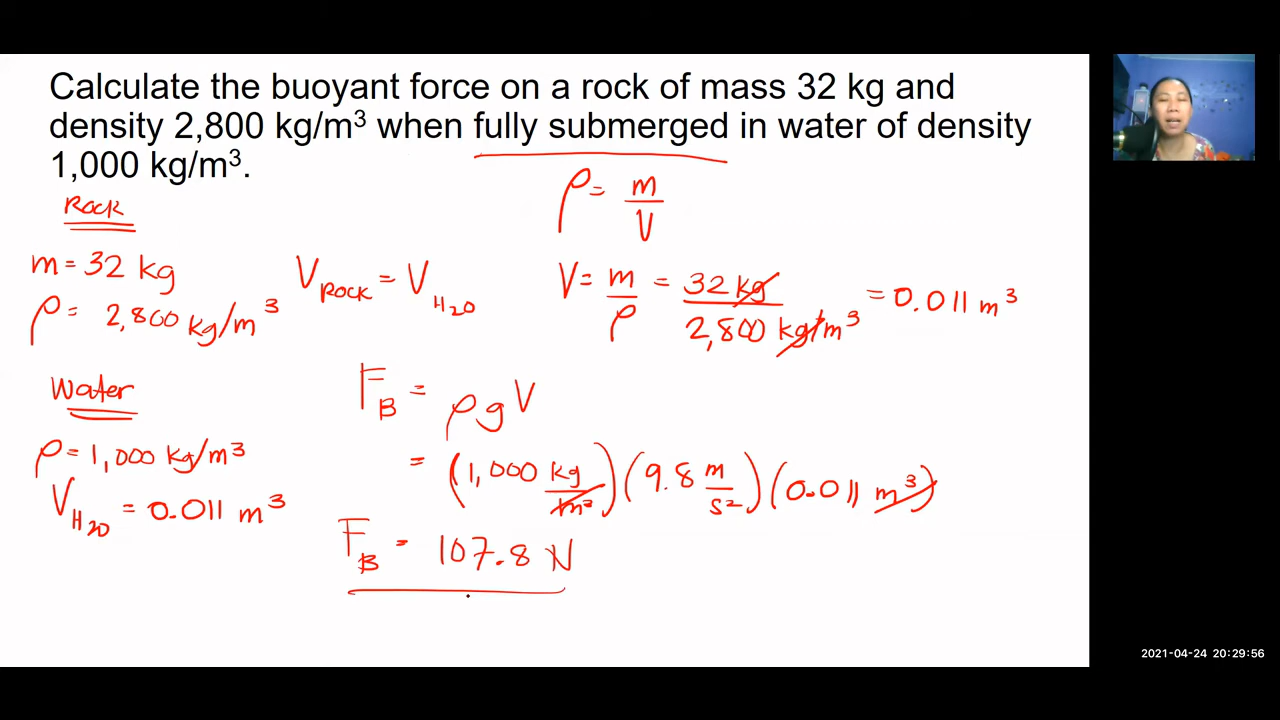 Calculate the buoyant force on a rock of mass 32 kg and
density 2,800 kg/m³ when fully submerged in water of density
1,000 kg/m³.
Rock
m = 32 kg
ρ = 2,800 kg/m³
Water
ρ = 1,000 kg/m³
V H₂O = 0.011 m³
V ROCK = V H₂O
ρ = m/V
V = m/ρ = 32 kg / 2,800 kg/m³ = 0.011 m³
F_B = ρgV
= (1,000 kg/m³)(9.8 m/s²)(0.011 m³)
F_B = 107.8 N
2021-04-24 20:29:56